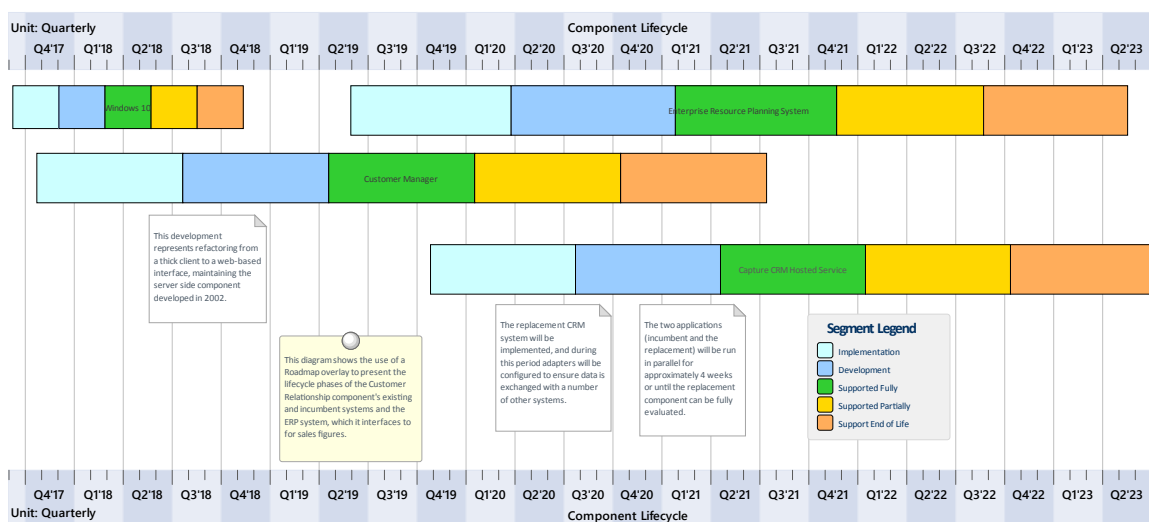 Unit: Quarterly
Component Lifecycle
Q4'17 Q1'18 Q2'18 Q3'18 Q4'18 Q1'19 Q2'19 Q3'19 Q4'19 Q1'20 Q2'20 Q3'20 Q4'20 Q1'21 Q2'21 Q3'21 Q4'21 Q1'22 Q2'22 Q3'22 Q4'22 Q1'23 Q2'23
Windows 10
Enterprise Resource Planning System
Customer Manager
This development
represents refactoring from
a thick client to a web-based
interface, maintaining the
server side component
developed in 2002.
Capture CRM Hosted Service
This diagram shows the use of a
Roadmap overlay to present the
lifecycle phases of the Customer
Relationship component's existing
and incumbent systems and the
ERP system, which it interfaces to
for sales figures.
The replacement CRM
system will be
implemented, and during
this period adapters will be
configured to ensure data is
exchanged with a number
of other systems.
The two applications
(incumbent and the
replacement) will be run
in parallel for
approximately 4 weeks
or until the replacement
component can be fully
evaluated.
Segment Legend
Implementation
Development
Supported Fully
Supported Partially
Support End of Life
Q4'17 Q1'18 Q2'18 Q3'18 Q4'18 Q1'19 Q2'19 Q3'19 Q4'19 Q1'20 Q2'20 Q3'20 Q4'20 Q1'21 Q2'21 Q3'21 Q4'21 Q1'22 Q2'22 Q3'22 Q4'22 Q1'23 Q2'23
Unit: Quarterly
Component Lifecycle